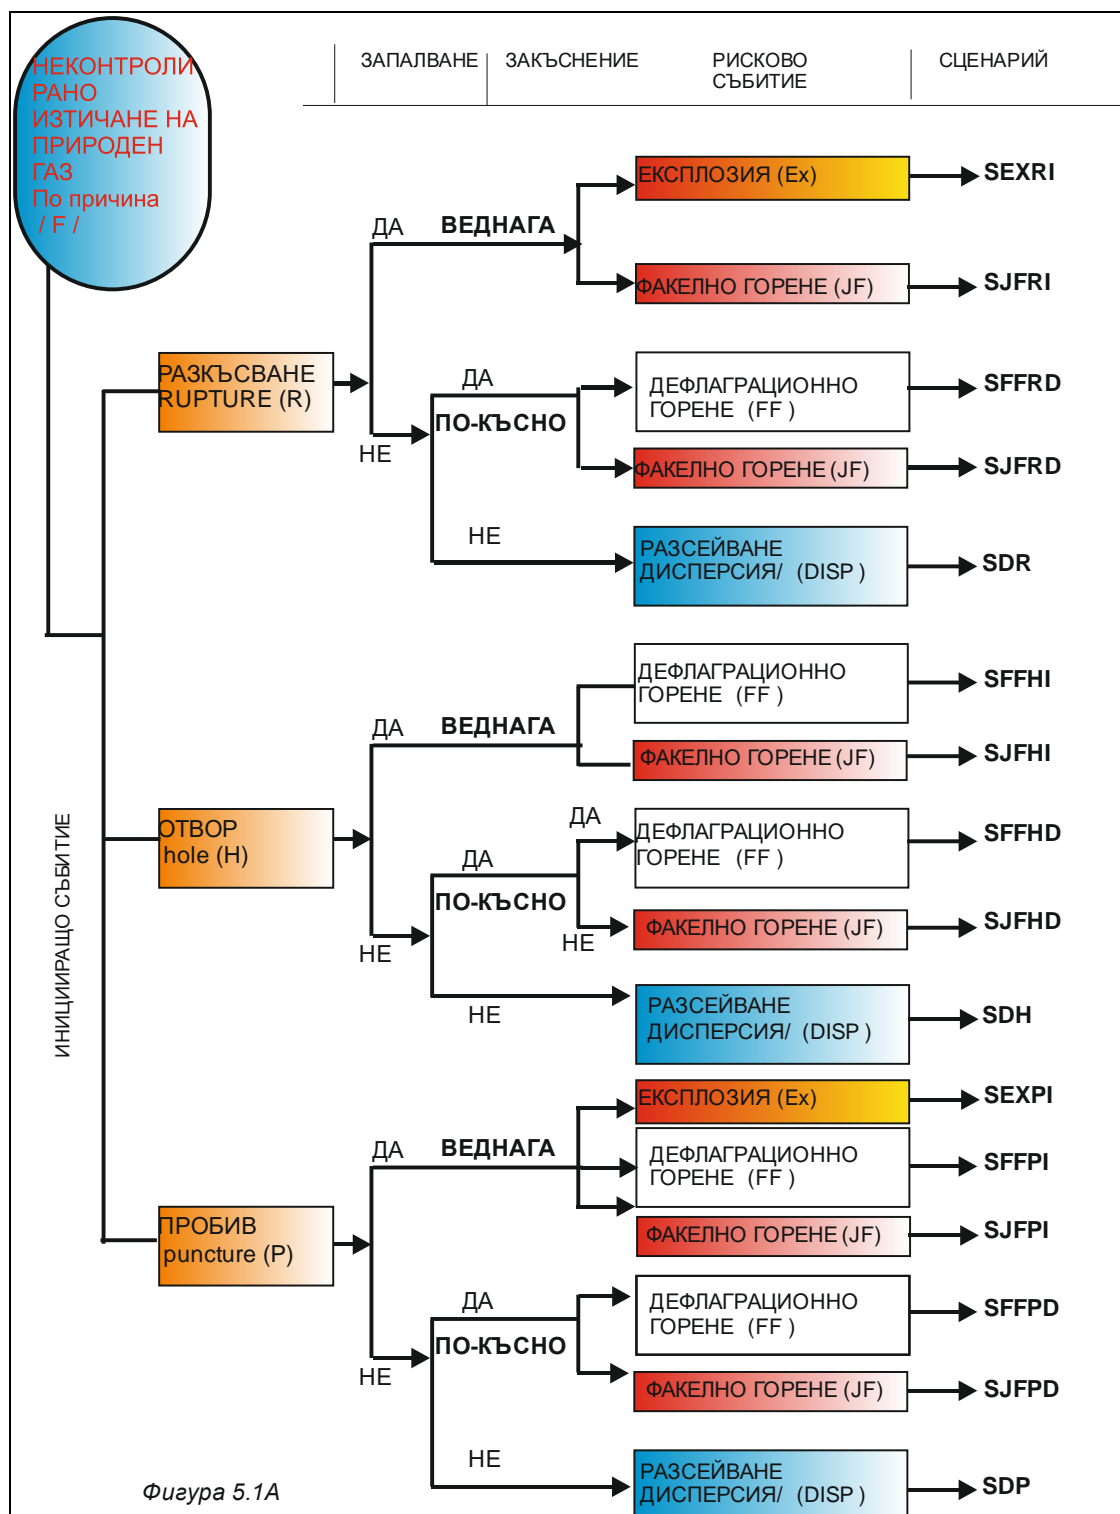 НЕКОНТРОЛИ
РАНО
ИЗТИЧАНЕ НА
ПРИРОДЕН
ГАЗ
По причина
/ F /
ЗАПАЛВАНЕ
ЗАКЪСНЕНИЕ
РИСКОВО
СЪБИТИЕ
СЦЕНАРИЙ
ИНИЦИИРАЩО СЪБИТИЕ
РАЗКЪСВАНЕ
RUPTURE (R)
ДА
ВЕДНАГА
ЕКСПЛОЗИЯ (Ex)
SEXRI
ФАКЕЛНО ГОРЕНЕ (JF)
SJFRI
НЕ
ДА
ПО-КЪСНО
ДЕФЛАГРАЦИОННО
ГОРЕНЕ (FF )
SFFRD
ФАКЕЛНО ГОРЕНЕ (JF)
SJFRD
НЕ
РАЗСЕЙВАНЕ
ДИСПЕРСИЯ/ (DISP )
SDR
ОТВОР
hole (H)
ДА
ВЕДНАГА
ДЕФЛАГРАЦИОННО
ГОРЕНЕ (FF )
SFFHI
ФАКЕЛНО ГОРЕНЕ (JF)
SJFHI
НЕ
ДА
ПО-КЪСНО
ДА
ДЕФЛАГРАЦИОННО
ГОРЕНЕ (FF )
SFFHD
НЕ
ФАКЕЛНО ГОРЕНЕ (JF)
SJFHD
НЕ
РАЗСЕЙВАНЕ
ДИСПЕРСИЯ/ (DISP )
SDH
ПРОБИВ
puncture (P)
ДА
ВЕДНАГА
ЕКСПЛОЗИЯ (Ex)
SEXPI
ДЕФЛАГРАЦИОННО
ГОРЕНЕ (FF )
SFFPI
ФАКЕЛНО ГОРЕНЕ (JF)
SJFPI
НЕ
ДА
ПО-КЪСНО
ДЕФЛАГРАЦИОННО
ГОРЕНЕ (FF )
SFFPD
ФАКЕЛНО ГОРЕНЕ (JF)
SJFPD
НЕ
РАЗСЕЙВАНЕ
ДИСПЕРСИЯ/ (DISP )
SDP
Фигура 5.1А